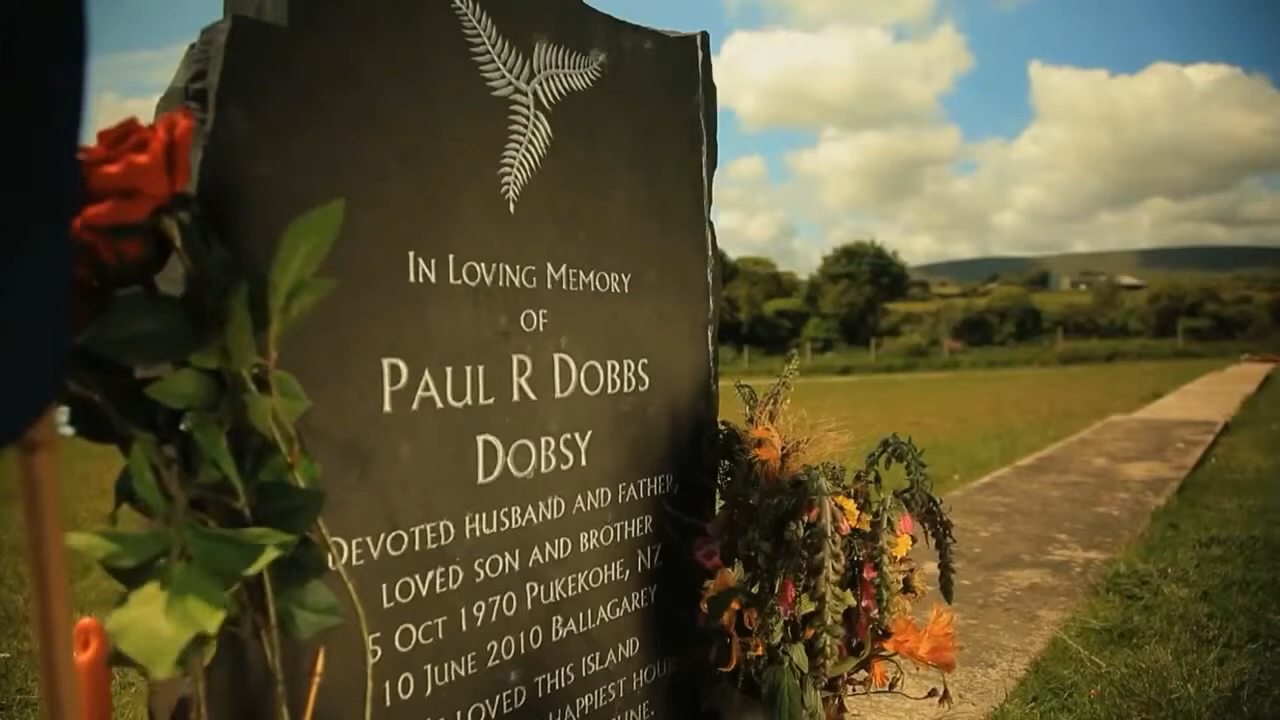 In Loving Memory
of
Paul R Dobbs
Dobsy
Devoted husband and father,
loved son and brother
5 Oct 1970 Pukekohe, NZ
10 June 2010 Ballagarey
loved this island
happiest